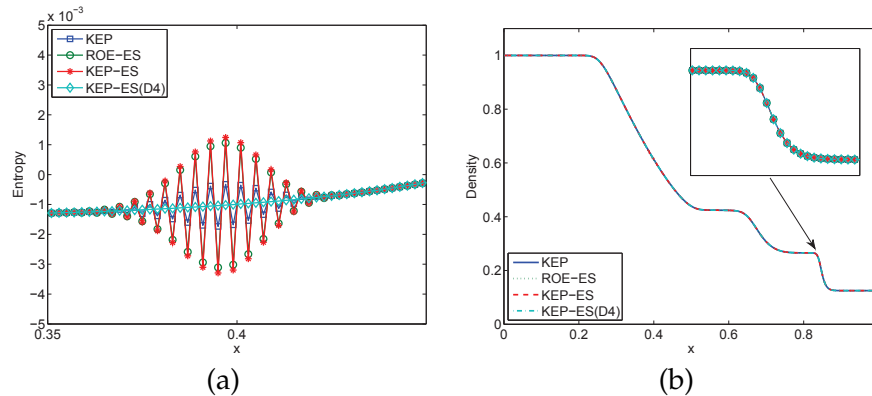 5 x 10⁻³
KEP
ROE−ES
KEP−ES
KEP−ES(D4)
4
3
2
1
0
−1
−2
−3
−4
−5
Entropy
0.35
0.4
x
(a)
1
0.8
0.6
0.4
0.2
0
Density
KEP
ROE−ES
KEP−ES
KEP−ES(D4)
0
0.2
0.4
0.6
0.8
x
(b)